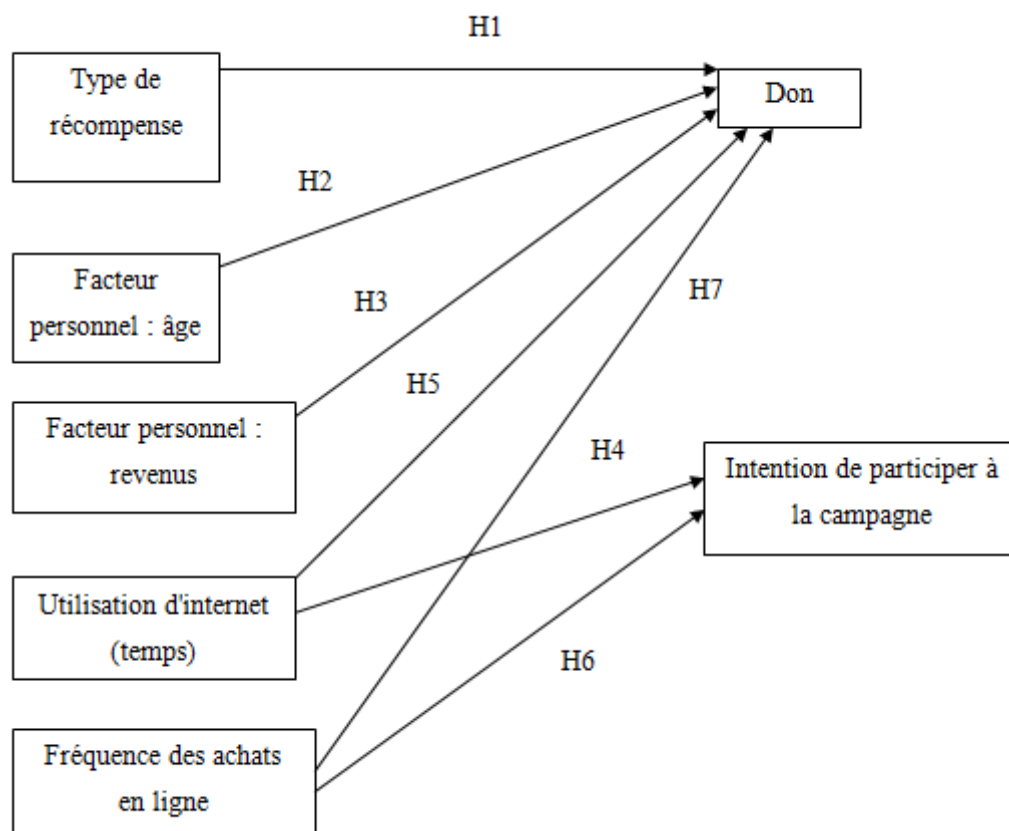 H1
Type de
récompense
Don
H2
Facteur
personnel : âge
H3
H7
H5
Facteur personnel :
revenus
H4
Intention de participer à
la campagne
Utilisation d'internet
(temps)
H6
Fréquence des achats
en ligne